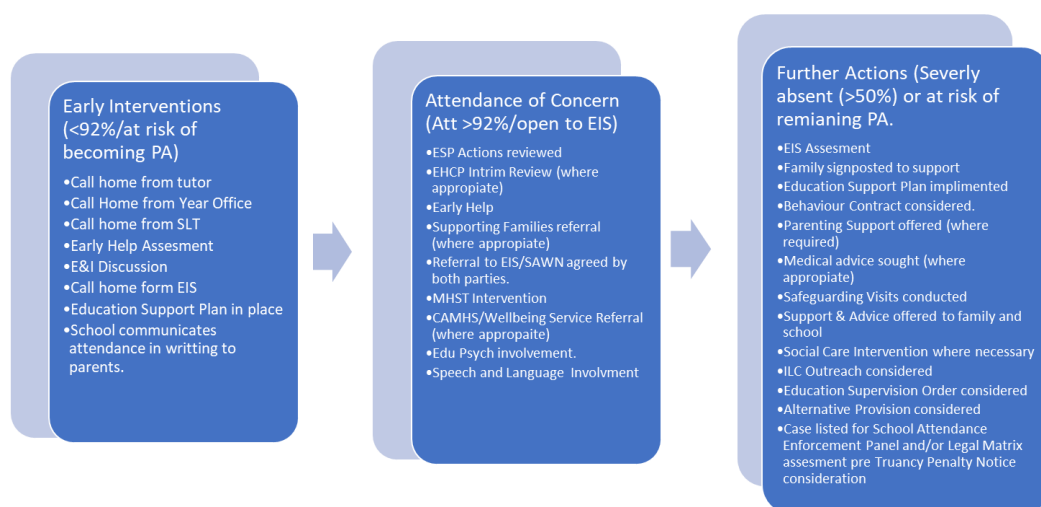 Early Interventions
(<92%/at risk of
becoming PA)
•Call home from tutor
•Call Home from Year Office
•Call home from SLT
•Early Help Assesment
•E&I Discussion
•Call home form EIS
•Education Support Plan in place
•School communicates
attendance in writting to
parents.
Attendance of Concern
(Att >92%/open to EIS)
•ESP Actions reviewed
•EHCP Intrim Review (where
appropiate)
•Early Help
•Supporting Families referral
(where appropiate)
•Referral to EIS/SAWN agreed by
both parties.
•MHST Intervention
•CAMHS/Wellbeing Service Referral
(where appropaite)
•Edu Psych involvement.
•Speech and Language Involvment
Further Actions (Severly
absent (>50%) or at risk of
remianing PA.
•EIS Assesment
•Family signposted to support
•Education Support Plan implimented
•Behaviour Contract considered.
•Parenting Support offered (where
required)
•Medical advice sought (where
appropiate)
•Safeguarding Visits conducted
•Support & Advice offered to family and
school
•Social Care Intervention where necessary
•ILC Outreach considered
•Education Supervision Order considered
•Alternative Provision considered
•Case listed for School Attendance
Enforcement Panel and/or Legal Matrix
assesment pre Truancy Penalty Notice
consideration